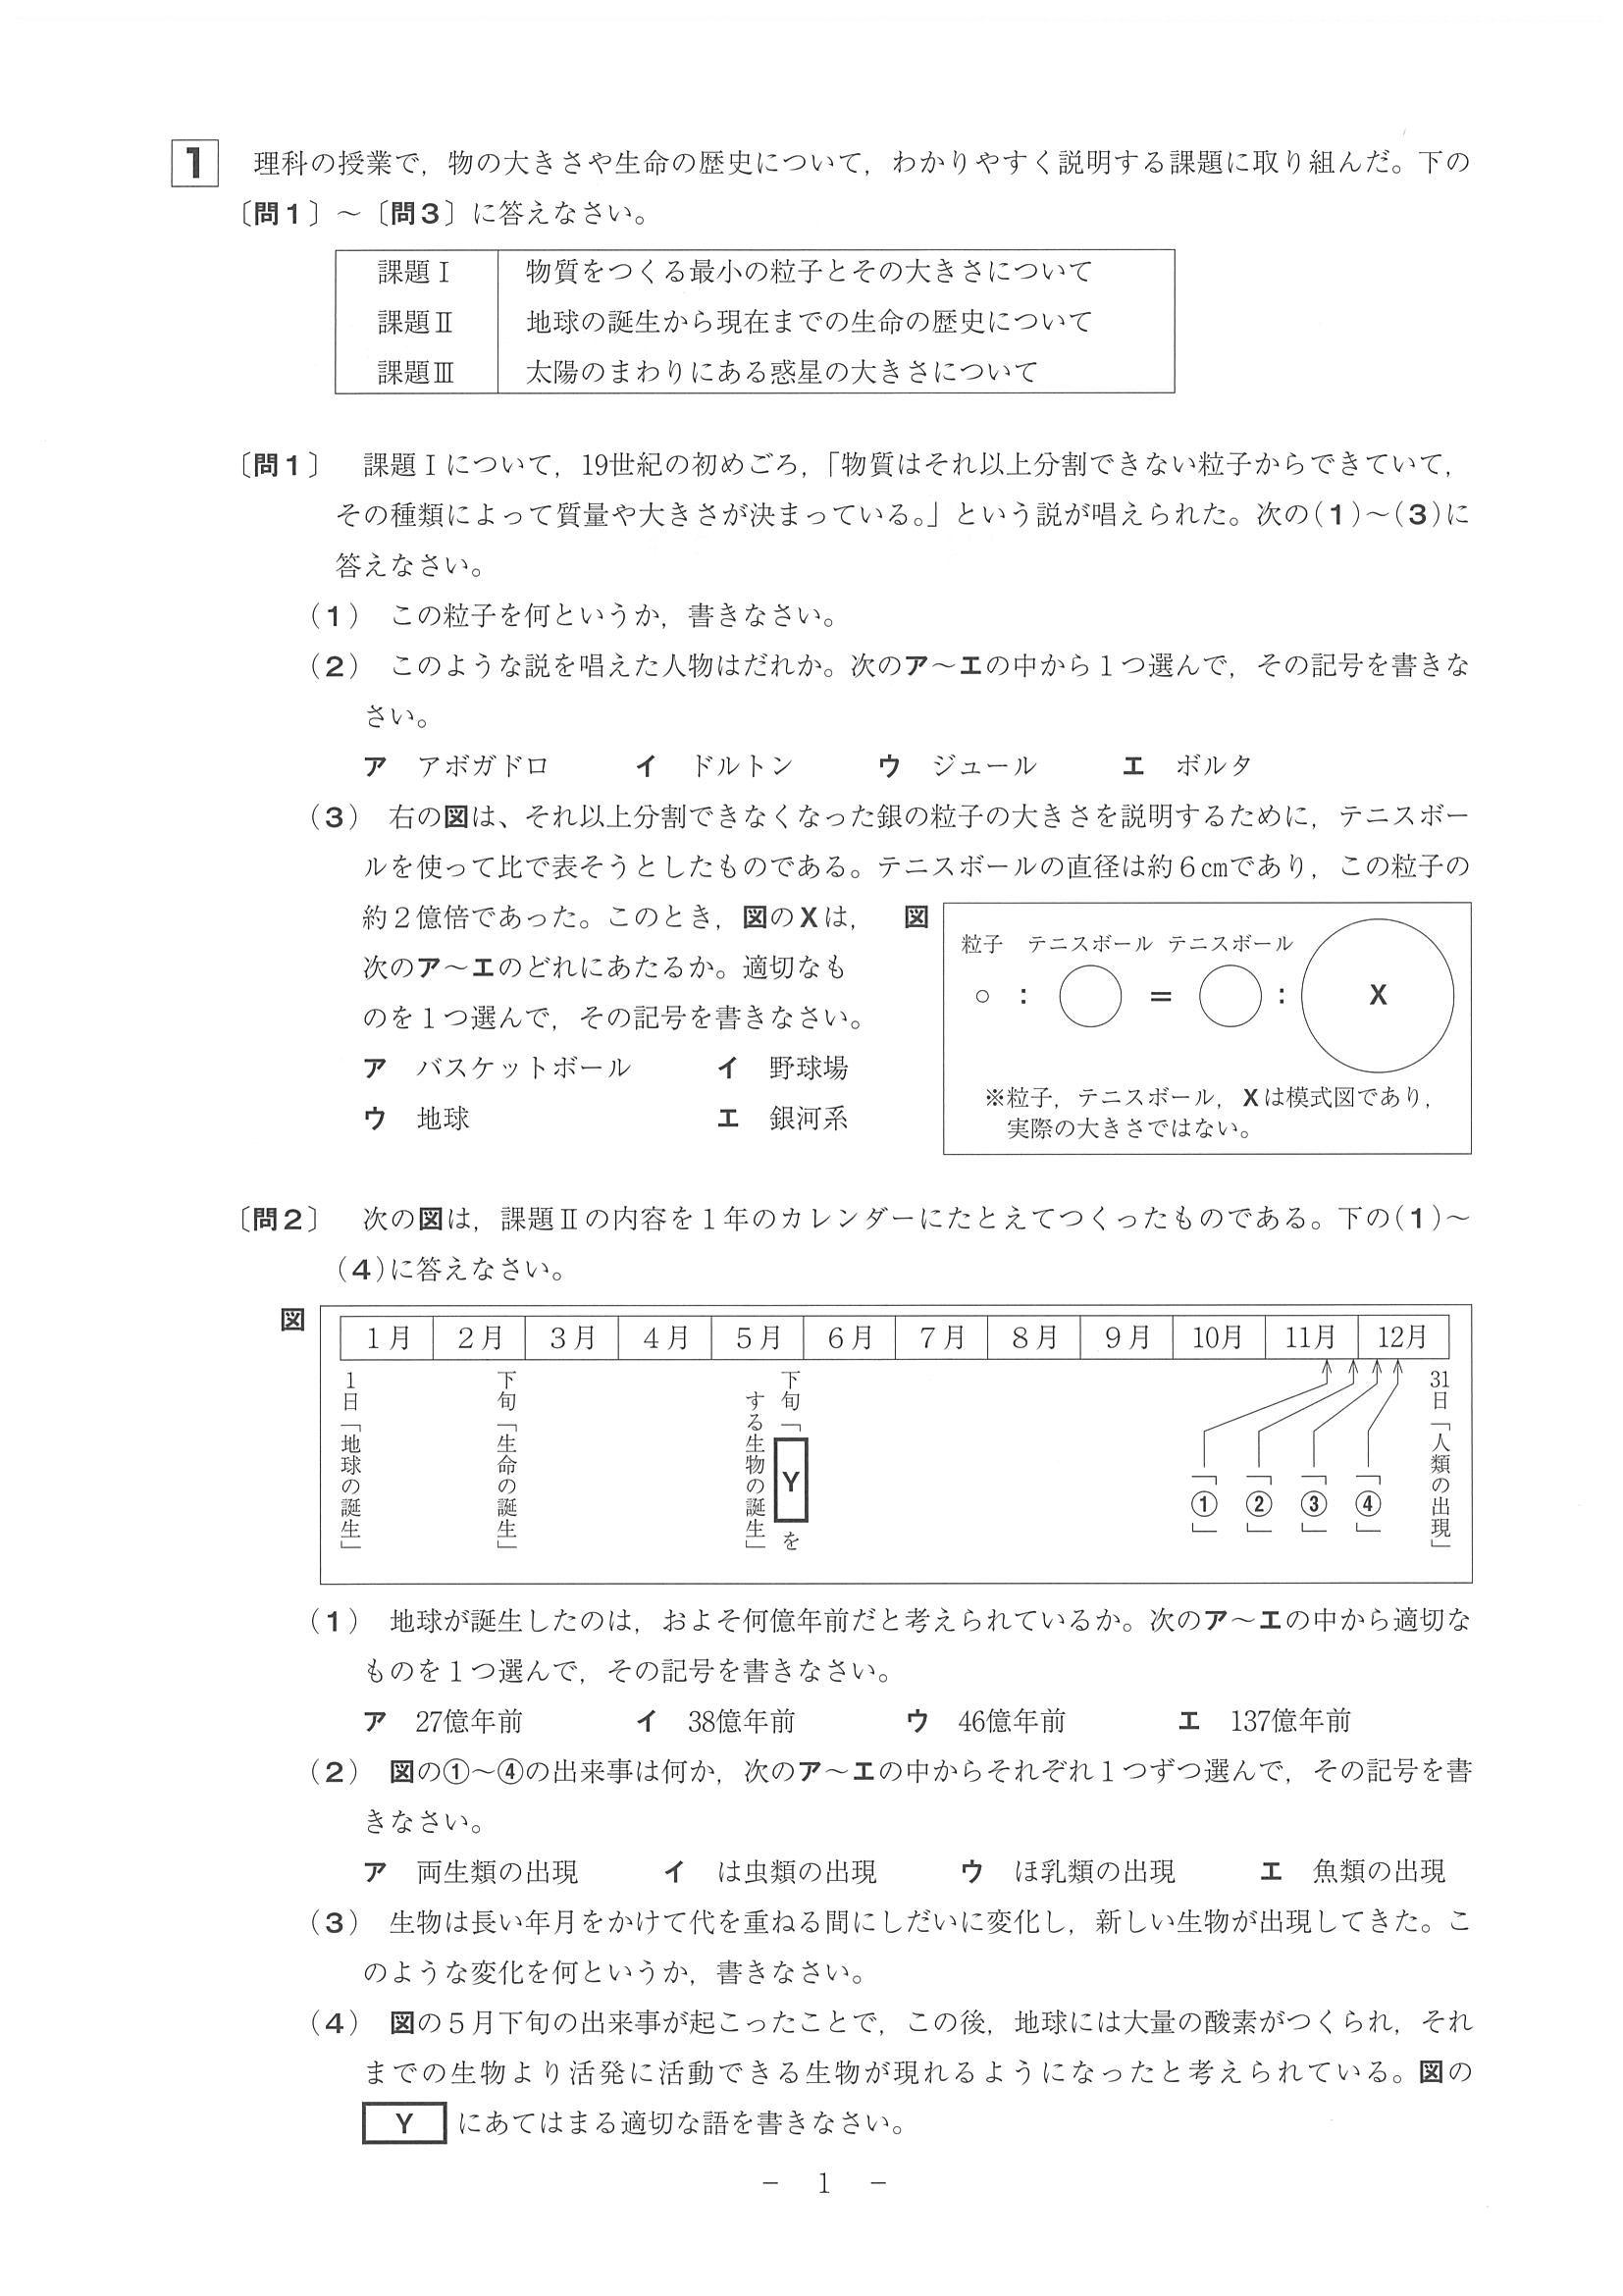 1　理科の授業で，物の大きさや生命の歴史について，わかりやすく説明する課題に取り組んだ。下の
〔問１〕～〔問３〕に答えなさい。
課題Ⅰ　物質をつくる最小の粒子とその大きさについて
課題Ⅱ　地球の誕生から現在までの生命の歴史について
課題Ⅲ　太陽のまわりにある惑星の大きさについて
〔問１〕　課題Ⅰについて，19世紀の初めごろ，「物質はそれ以上分割できない粒子からできていて，
その種類によって質量や大きさが決まっている。」という説が唱えられた。次の(1)～(3)に
答えなさい。
(1)　この粒子を何というか，書きなさい。
(2)　このような説を唱えた人物はだれか。次のア～エの中から１つ選んで，その記号を書きな
さい。
ア　アボガドロ　イ　ドルトン　ウ　ジュール　エ　ボルタ
(3)　右の図は、それ以上分割できなくなった銀の粒子の大きさを説明するために，テニスボー
ルを使って比で表そうとしたものである。テニスボールの直径は約６㎝であり，この粒子の
約２億倍であった。このとき，図のＸは，
次のア～エのどれにあたるか。適切なも
のを１つ選んで，その記号を書きなさい。
ア　バスケットボール　イ　野球場
ウ　地球　エ　銀河系
図
粒子　テニスボール　テニスボール
：　＝　：　X
※粒子，テニスボール，Xは模式図であり，
実際の大きさではない。
〔問２〕　次の図は，課題Ⅱの内容を１年のカレンダーにたとえてつくったものである。下の(1)～
(4)に答えなさい。
図
１月　２月　３月　４月　５月　６月　７月　８月　９月　10月　11月　12月
１日「地球の誕生」
下旬「生命の誕生」
下旬「Yを
する生物の誕生」
「①」
「②」
「③」
「④」
31日「人類の出現」
(1)　地球が誕生したのは，およそ何億年前だと考えられているか。次のア～エの中から適切な
ものを１つ選んで，その記号を書きなさい。
ア　27億年前　イ　38億年前　ウ　46億年前　エ　137億年前
(2)　図の①～④の出来事は何か，次のア～エの中からそれぞれ１つずつ選んで，その記号を書
きなさい。
ア　両生類の出現　イ　は虫類の出現　ウ　ほ乳類の出現　エ　魚類の出現
(3)　生物は長い年月をかけて代を重ねる間にしだいに変化し，新しい生物が出現してきた。こ
のような変化を何というか，書きなさい。
(4)　図の５月下旬の出来事が起こったことで，この後，地球には大量の酸素がつくられ，それ
までの生物より活発に活動できる生物が現れるようになったと考えられている。図の
Y　にあてはまる適切な語を書きなさい。
－　1　－